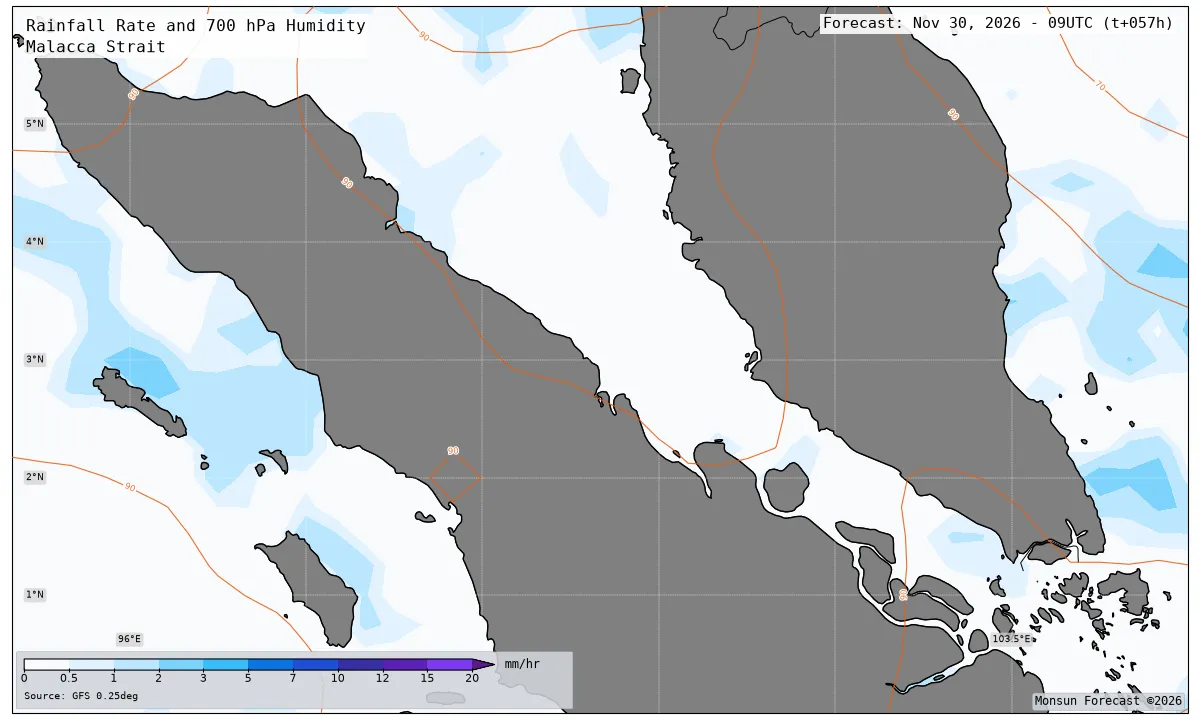 Rainfall Rate and 700 hPa Humidity
Malacca Strait
Forecast: Nov 30, 2026 - 09UTC (t+057h)
90
70
90
90
5°N
90
4°N
3°N
90
2°N
90
1°N
90
96°E
103.5°E
mm/hr
0 0.5 1 2 3 5 7 10 12 15 20
Source: GFS 0.25deg
Monsun Forecast ©2026